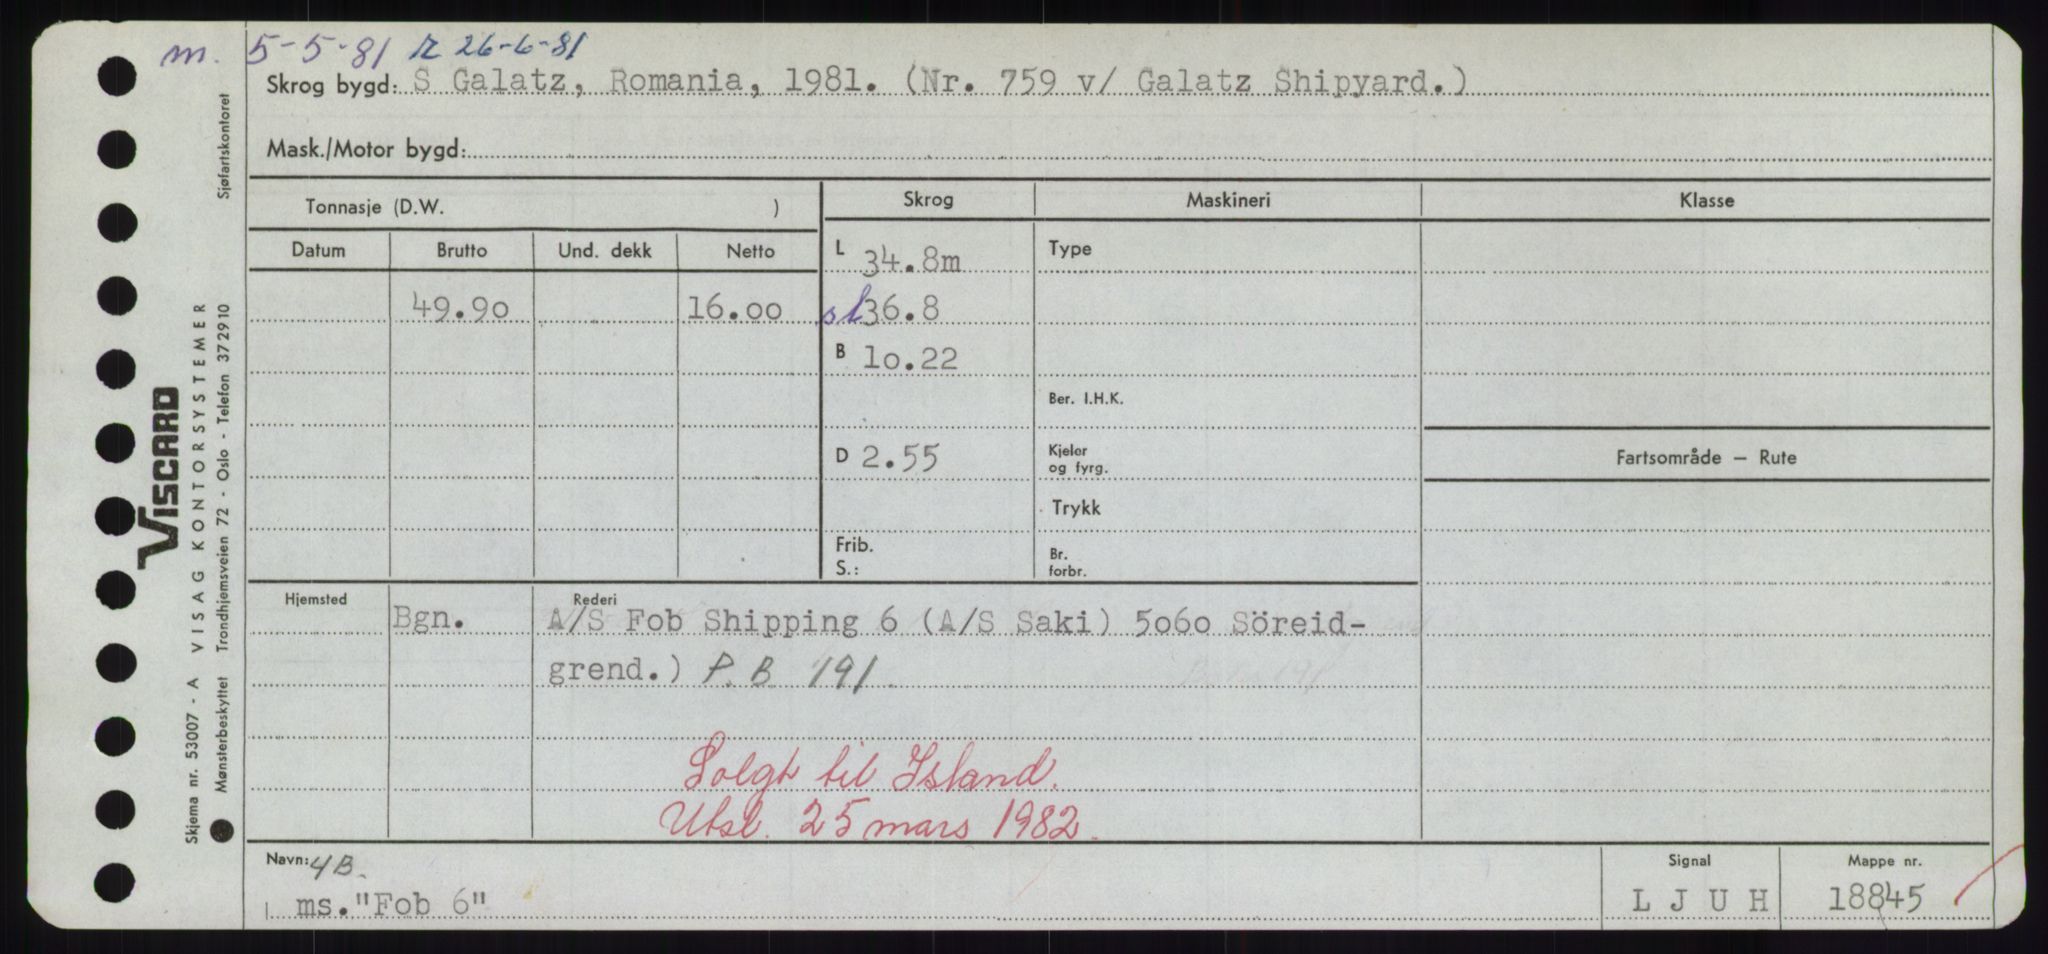 m. 5-5-81 R 26-6-81
Skrog bygd: S Galatz, Romania, 1981. (Nr. 759 v/ Galatz Shipyard.)
Mask./Motor bygd:
Tonnasje (D.W. )
Skrog Maskineri Klasse
Datum Brutto Und. dekk Netto
L 34.8m
Type
49.90 16.00
sl 36.8
B 10.22
Ber. I.H.K.
D 2.55
Kjeler
og fyrg.
Fartsområde – Rute
Trykk
Frib.
S.:
Br.
forbr.
Hjemsted Bgn.
Rederi
A/S Fob Shipping 6 (A/S Saki) 5060 Söreid-
grend.) P.B. 191
Solgt til Island.
Utsl. 25 mars 1982.
Navn: 4B.
ms."Fob 6"
Signal
L J U H
Mappe nr.
18845
VISCARD
Skjema nr. 53007 - A VISAG KONTORSYSTEMER
Mønsterbeskyttet Trondhjemsveien 72 - Oslo - Telefon 372910 Sjøfartskontoret